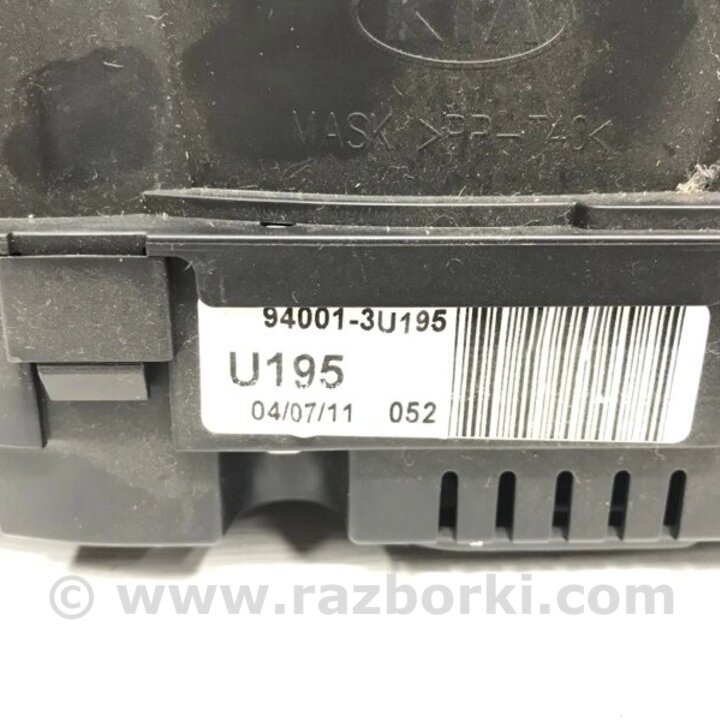 KIA
MASK >PP-T40<
94001-3U195
U195
04/07/11 052
© www.razborki.com